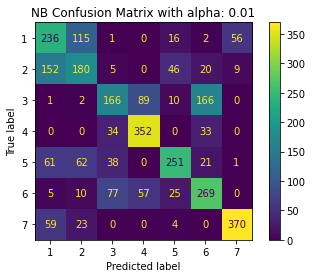 NB Confusion Matrix with alpha: 0.01
1 236 115 1 0 16 2 56
2 152 180 5 0 46 20 9
3 1 2 166 89 10 166 0
4 0 0 34 352 0 33 0
5 61 62 38 0 251 21 1
6 5 10 77 57 25 269 0
7 59 23 0 0 4 0 370
1 2 3 4 5 6 7
Predicted label
True label
350
300
250
200
150
100
50
0